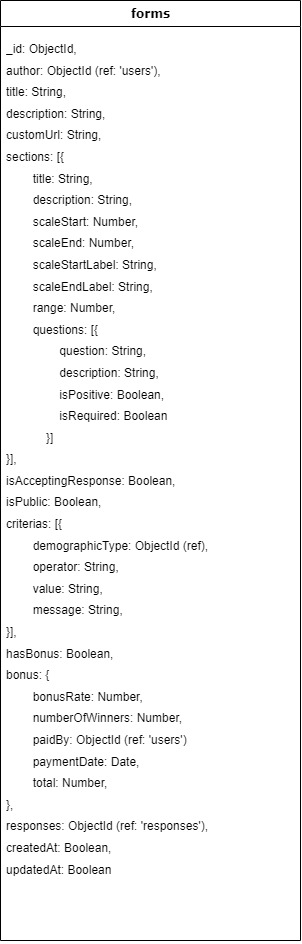 forms
_id: ObjectId,
author: ObjectId (ref: 'users'),
title: String,
description: String,
customUrl: String,
sections: [{
title: String,
description: String,
scaleStart: Number,
scaleEnd: Number,
scaleStartLabel: String,
scaleEndLabel: String,
range: Number,
questions: [{
question: String,
description: String,
isPositive: Boolean,
isRequired: Boolean
}]
}],
isAcceptingResponse: Boolean,
isPublic: Boolean,
criterias: [{
demographicType: ObjectId (ref),
operator: String,
value: String,
message: String,
}],
hasBonus: Boolean,
bonus: {
bonusRate: Number,
numberOfWinners: Number,
paidBy: ObjectId (ref: 'users')
paymentDate: Date,
total: Number,
},
responses: ObjectId (ref: 'responses'),
createdAt: Boolean,
updatedAt: Boolean